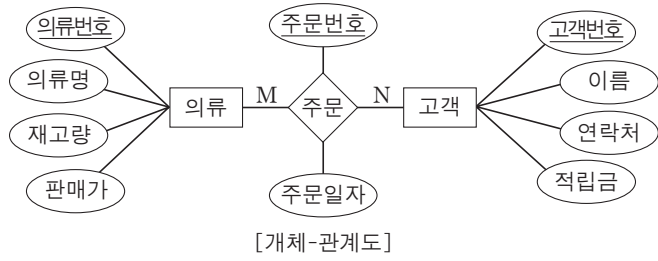 의류번호
의류명
재고량
판매가
의류
M
주문번호
주문
주문일자
N
고객
고객번호
이름
연락처
적립금
[개체-관계도]